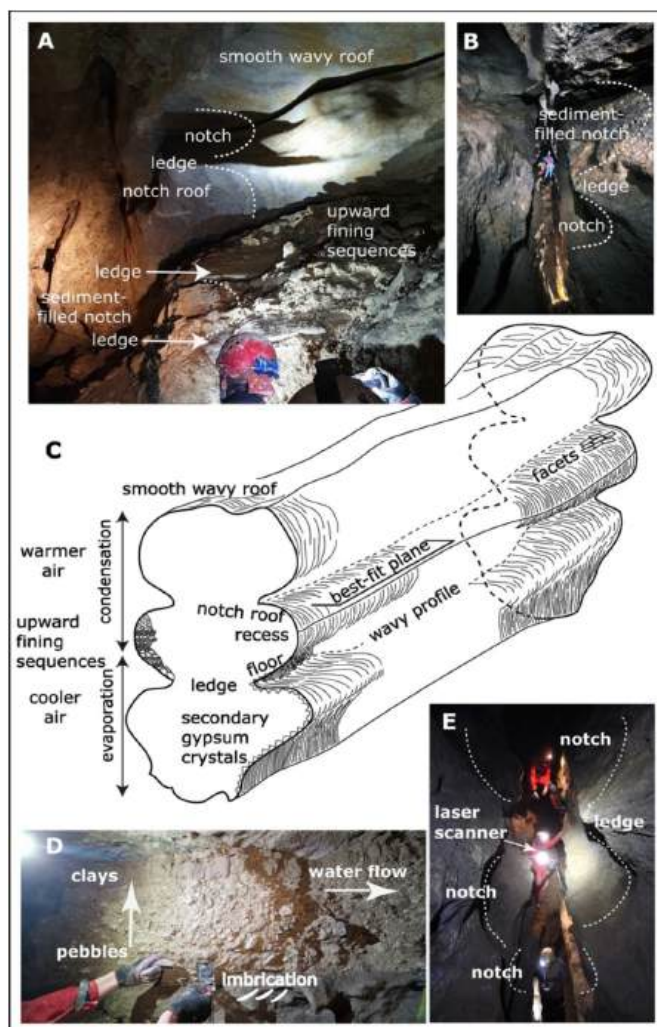 A
smooth wavy roof
notch
ledge
notch roof
upward
fining
sequences
ledge
sediment-
filled notch
ledge
B
sediment-
filled notch
ledge
notch
C
smooth wavy roof
warmer
air
condensation
upward
fining
sequences
cooler
air
evaporation
notch roof
recess
floor
ledge
secondary
gypsum
crystals
best-fit plane
wavy profile
facets
D
clays
pebbles
water flow
imbrication
E
notch
laser
scanner
ledge
notch
notch